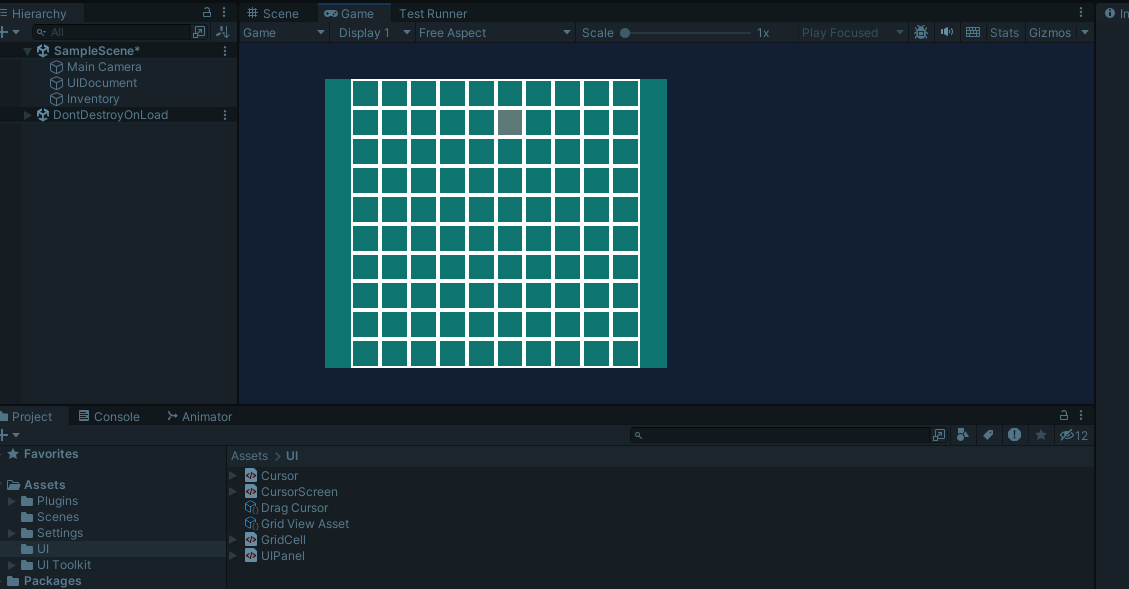 Hierarchy
All
SampleScene*
Main Camera
UIDocument
Inventory
DontDestroyOnLoad
Scene Game Test Runner
Game Display 1 Free Aspect Scale 1x Play Focused Stats Gizmos
In
Project Console Animator
12
Favorites
Assets
Plugins
Scenes
Settings
UI
UI Toolkit
Packages
Assets > UI
Cursor
CursorScreen
Drag Cursor
Grid View Asset
GridCell
UIPanel